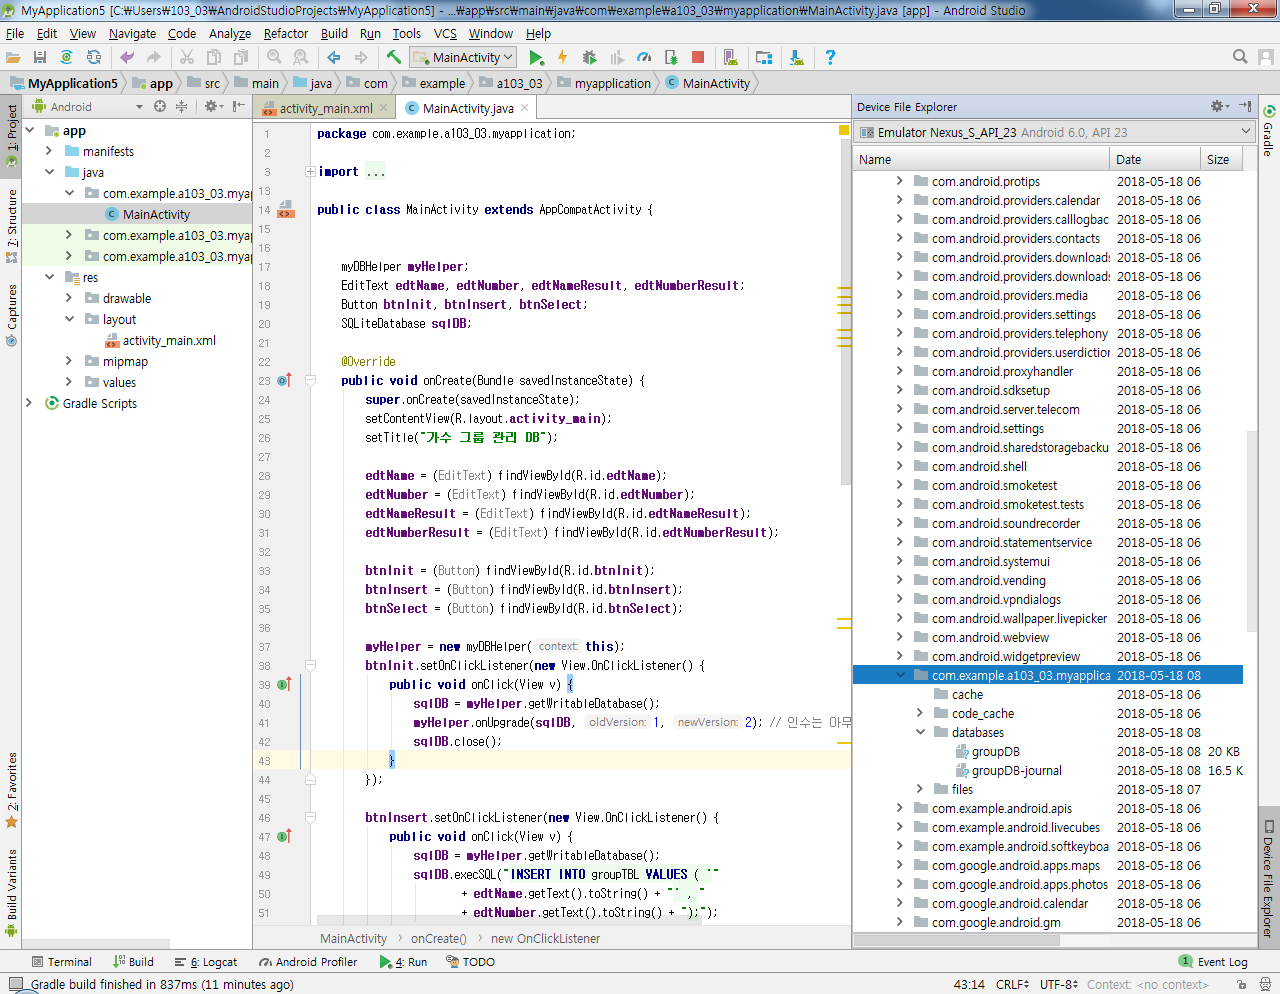 MyApplication5 [C:₩Users₩103_03₩AndroidStudioProjects₩MyApplication5] - ...₩app₩src₩main₩java₩com₩example₩a103_03₩myapplication₩MainActivity.java [app] - Android Studio
File Edit View Navigate Code Analyze Refactor Build Run Tools VCS Window Help
MainActivity
MyApplication5 app src main java com example a103_03 myapplication MainActivity
Android
activity_main.xml
MainActivity.java
1: Project
7: Structure
Captures
2: Favorites
Build Variants
app
manifests
java
com.example.a103_03.myap
MainActivity
com.example.a103_03.myap
com.example.a103_03.myap
res
drawable
layout
activity_main.xml
mipmap
values
Gradle Scripts
1 package com.example.a103_03.myapplication;
2
3 import ...
13
14 public class MainActivity extends AppCompatActivity {
15
16
17 myDBHelper myHelper;
18 EditText edtName, edtNumber, edtNameResult, edtNumberResult;
19 Button btnInit, btnInsert, btnSelect;
20 SQLiteDatabase sqlDB;
21
22 @Override
23 public void onCreate(Bundle savedInstanceState) {
24 super.onCreate(savedInstanceState);
25 setContentView(R.layout.activity_main);
26 setTitle("가수 그룹 관리 DB");
27
28 edtName = (EditText) findViewById(R.id.edtName);
29 edtNumber = (EditText) findViewById(R.id.edtNumber);
30 edtNameResult = (EditText) findViewById(R.id.edtNameResult);
31 edtNumberResult = (EditText) findViewById(R.id.edtNumberResult);
32
33 btnInit = (Button) findViewById(R.id.btnInit);
34 btnInsert = (Button) findViewById(R.id.btnInsert);
35 btnSelect = (Button) findViewById(R.id.btnSelect);
36
37 myHelper = new myDBHelper( context: this);
38 btnInit.setOnClickListener(new View.OnClickListener() {
39 public void onClick(View v) {
40 sqlDB = myHelper.getWritableDatabase();
41 myHelper.onUpgrade(sqlDB, oldVersion: 1, newVersion: 2); // 인수는 아무
42 sqlDB.close();
43 }
44 });
45
46 btnInsert.setOnClickListener(new View.OnClickListener() {
47 public void onClick(View v) {
48 sqlDB = myHelper.getWritableDatabase();
49 sqlDB.execSQL("INSERT INTO groupTBL VALUES ( '"
50 + edtName.getText().toString() + "' , "
51 + edtNumber.getText().toString() + ");");
MainActivity › onCreate() › new OnClickListener
Device File Explorer
Emulator Nexus_S_API_23 Android 6.0, API 23
Name Date Size
com.android.protips 2018-05-18 06
com.android.providers.calendar 2018-05-18 06
com.android.providers.calllogbac 2018-05-18 06
com.android.providers.contacts 2018-05-18 06
com.android.providers.downloads 2018-05-18 06
com.android.providers.downloads 2018-05-18 06
com.android.providers.media 2018-05-18 06
com.android.providers.settings 2018-05-18 06
com.android.providers.telephony 2018-05-18 06
com.android.providers.userdiction 2018-05-18 06
com.android.proxyhandler 2018-05-18 06
com.android.sdksetup 2018-05-18 06
com.android.server.telecom 2018-05-18 06
com.android.settings 2018-05-18 06
com.android.sharedstoragebacku 2018-05-18 06
com.android.shell 2018-05-18 06
com.android.smoketest 2018-05-18 06
com.android.smoketest.tests 2018-05-18 06
com.android.soundrecorder 2018-05-18 06
com.android.statementservice 2018-05-18 06
com.android.systemui 2018-05-18 06
com.android.vending 2018-05-18 06
com.android.vpndialogs 2018-05-18 06
com.android.wallpaper.livepicker 2018-05-18 06
com.android.webview 2018-05-18 06
com.android.widgetpreview 2018-05-18 06
com.example.a103_03.myapplica 2018-05-18 08
cache 2018-05-18 06
code_cache 2018-05-18 06
databases 2018-05-18 08
groupDB 2018-05-18 08 20 KB
groupDB-journal 2018-05-18 08 16.5 K
files 2018-05-18 07
com.example.android.apis 2018-05-18 06
com.example.android.livecubes 2018-05-18 06
com.example.android.softkeyboa 2018-05-18 06
com.google.android.apps.maps 2018-05-18 06
com.google.android.apps.photos 2018-05-18 06
com.google.android.calendar 2018-05-18 06
com.google.android.gm 2018-05-18 06
Gradle
Device File Explorer
Terminal Build 6: Logcat Android Profiler 4: Run TODO 1 Event Log
Gradle build finished in 837ms (11 minutes ago) 43:14 CRLF UTF-8 Context: <no context>